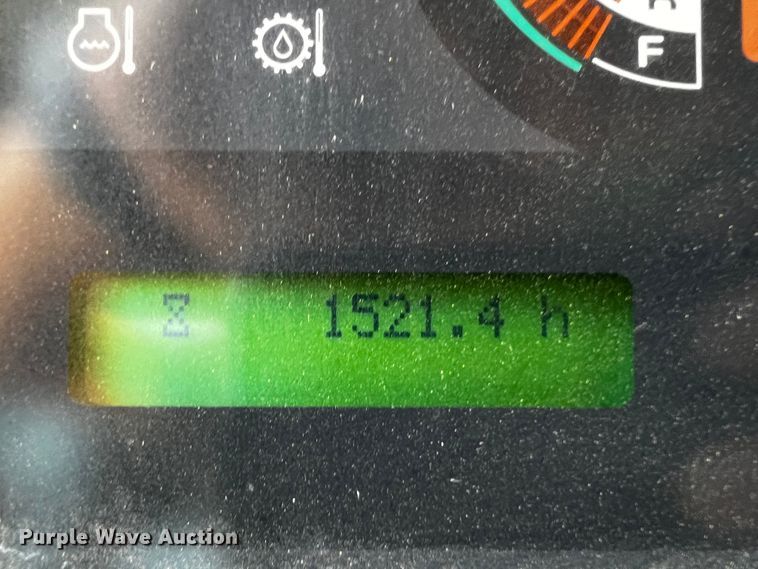 F
1521.4 h
Purple Wave Auction